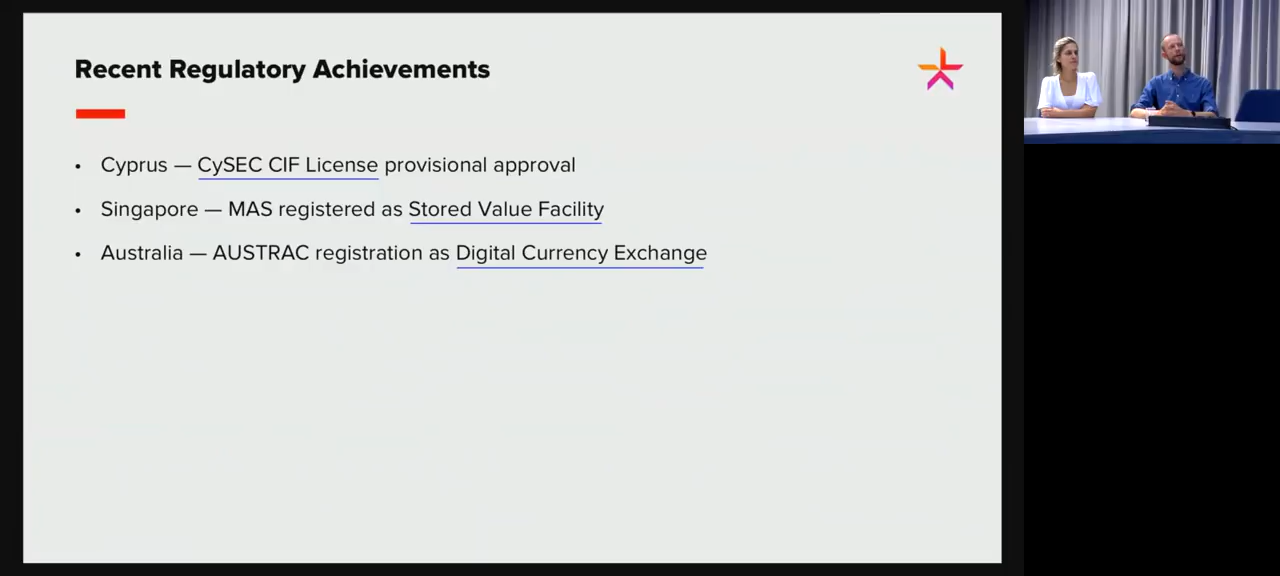 Recent Regulatory Achievements
• Cyprus — CySEC CIF License provisional approval
• Singapore — MAS registered as Stored Value Facility
• Australia — AUSTRAC registration as Digital Currency Exchange